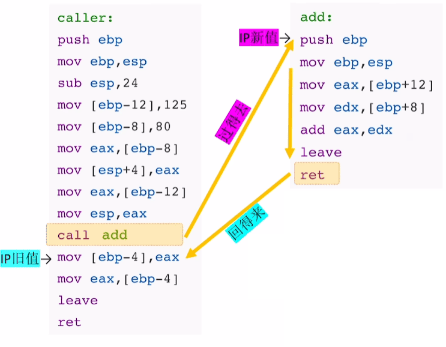 caller:
push ebp
mov ebp,esp
sub esp,24
mov [ebp-12],125
mov [ebp-8],80
mov eax,[ebp-8]
mov [esp+4],eax
mov eax,[ebp-12]
mov esp,eax
call add
IP旧值→
mov [ebp-4],eax
mov eax,[ebp-4]
leave
ret
过得去
回得来
add:
IP新值→
push ebp
mov ebp,esp
mov eax,[ebp+12]
mov edx,[ebp+8]
add eax,edx
leave
ret